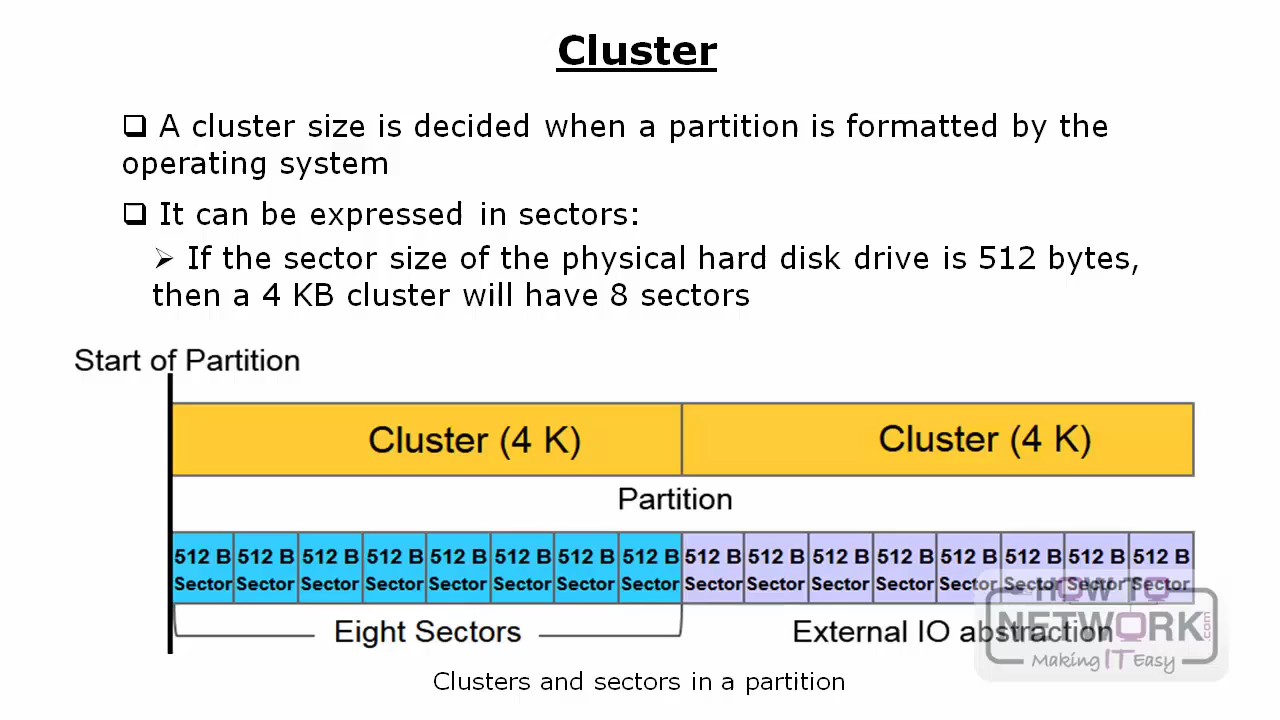 Cluster
❑ A cluster size is decided when a partition is formatted by the
operating system
❑ It can be expressed in sectors:
➢ If the sector size of the physical hard disk drive is 512 bytes,
then a 4 KB cluster will have 8 sectors
Start of Partition
Cluster (4 K) Cluster (4 K)
Partition
512 B 512 B 512 B 512 B 512 B 512 B 512 B 512 B 512 B 512 B 512 B 512 B 512 B 512 B 512 B 512 B
Sector Sector Sector Sector Sector Sector Sector Sector Sector Sector Sector Sector Sector Sector Sector Sector
Eight Sectors External IO abstraction
HOW TO
NETWORK.com
Making IT Easy
Clusters and sectors in a partition